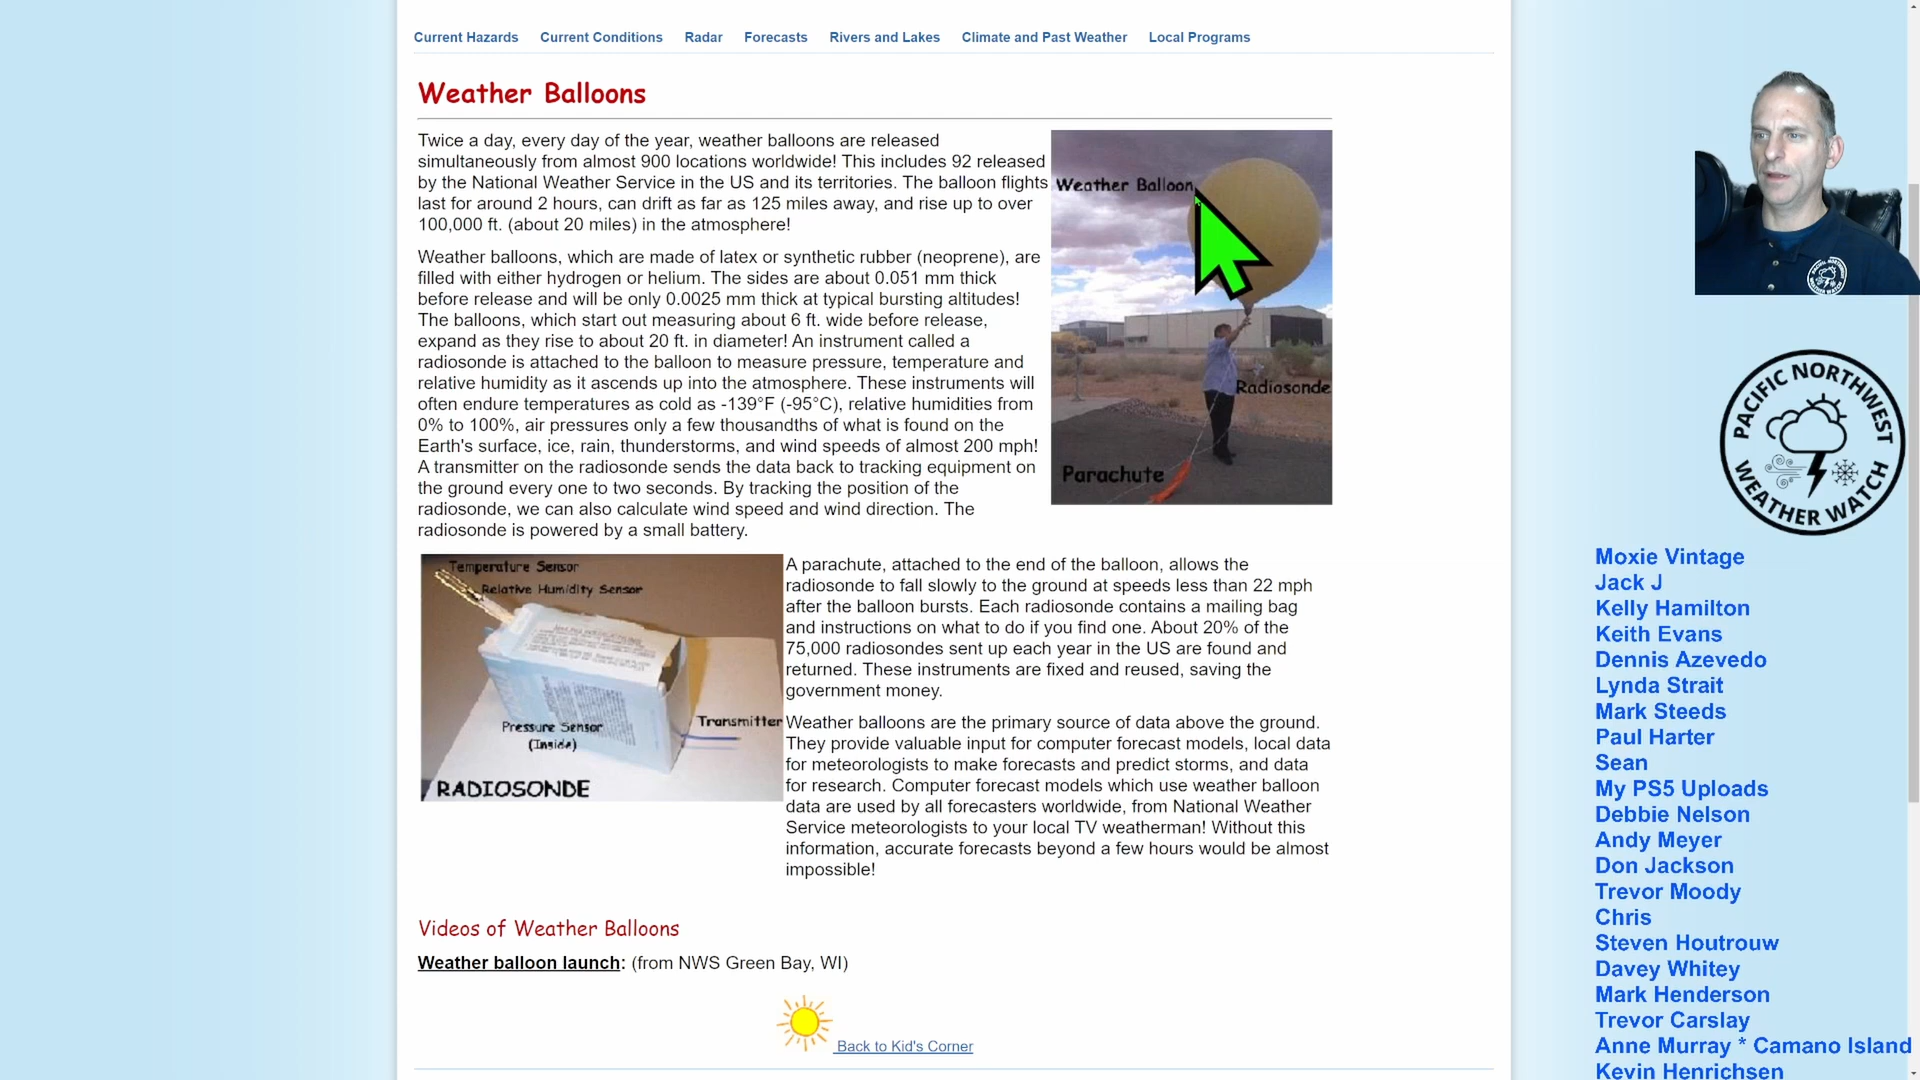 Current Hazards Current Conditions Radar Forecasts Rivers and Lakes Climate and Past Weather Local Programs
Weather Balloons
Twice a day, every day of the year, weather balloons are released
simultaneously from almost 900 locations worldwide! This includes 92 released
by the National Weather Service in the US and its territories. The balloon flights
last for around 2 hours, can drift as far as 125 miles away, and rise up to over
100,000 ft. (about 20 miles) in the atmosphere!
Weather balloons, which are made of latex or synthetic rubber (neoprene), are
filled with either hydrogen or helium. The sides are about 0.051 mm thick
before release and will be only 0.0025 mm thick at typical bursting altitudes!
The balloons, which start out measuring about 6 ft. wide before release,
expand as they rise to about 20 ft. in diameter! An instrument called a
radiosonde is attached to the balloon to measure pressure, temperature and
relative humidity as it ascends up into the atmosphere. These instruments will
often endure temperatures as cold as -139°F (-95°C), relative humidities from
0% to 100%, air pressures only a few thousandths of what is found on the
Earth's surface, ice, rain, thunderstorms, and wind speeds of almost 200 mph!
A transmitter on the radiosonde sends the data back to tracking equipment on
the ground every one to two seconds. By tracking the position of the
radiosonde, we can also calculate wind speed and wind direction. The
radiosonde is powered by a small battery.
Weather Balloon
Radiosonde
Parachute
Temperature Sensor
Relative Humidity Sensor
Pressure Sensor
(Inside)
Transmitter
RADIOSONDE
A parachute, attached to the end of the balloon, allows the
radiosonde to fall slowly to the ground at speeds less than 22 mph
after the balloon bursts. Each radiosonde contains a mailing bag
and instructions on what to do if you find one. About 20% of the
75,000 radiosondes sent up each year in the US are found and
returned. These instruments are fixed and reused, saving the
government money.
Weather balloons are the primary source of data above the ground.
They provide valuable input for computer forecast models, local data
for meteorologists to make forecasts and predict storms, and data
for research. Computer forecast models which use weather balloon
data are used by all forecasters worldwide, from National Weather
Service meteorologists to your local TV weatherman! Without this
information, accurate forecasts beyond a few hours would be almost
impossible!
Videos of Weather Balloons
Weather balloon launch: (from NWS Green Bay, WI)
Back to Kid's Corner
PACIFIC NORTHWEST
WEATHER WATCH
Moxie Vintage
Jack J
Kelly Hamilton
Keith Evans
Dennis Azevedo
Lynda Strait
Mark Steeds
Paul Harter
Sean
My PS5 Uploads
Debbie Nelson
Andy Meyer
Don Jackson
Trevor Moody
Chris
Steven Houtrouw
Davey Whitey
Mark Henderson
Trevor Carslay
Anne Murray * Camano Island
Kevin Henrichsen